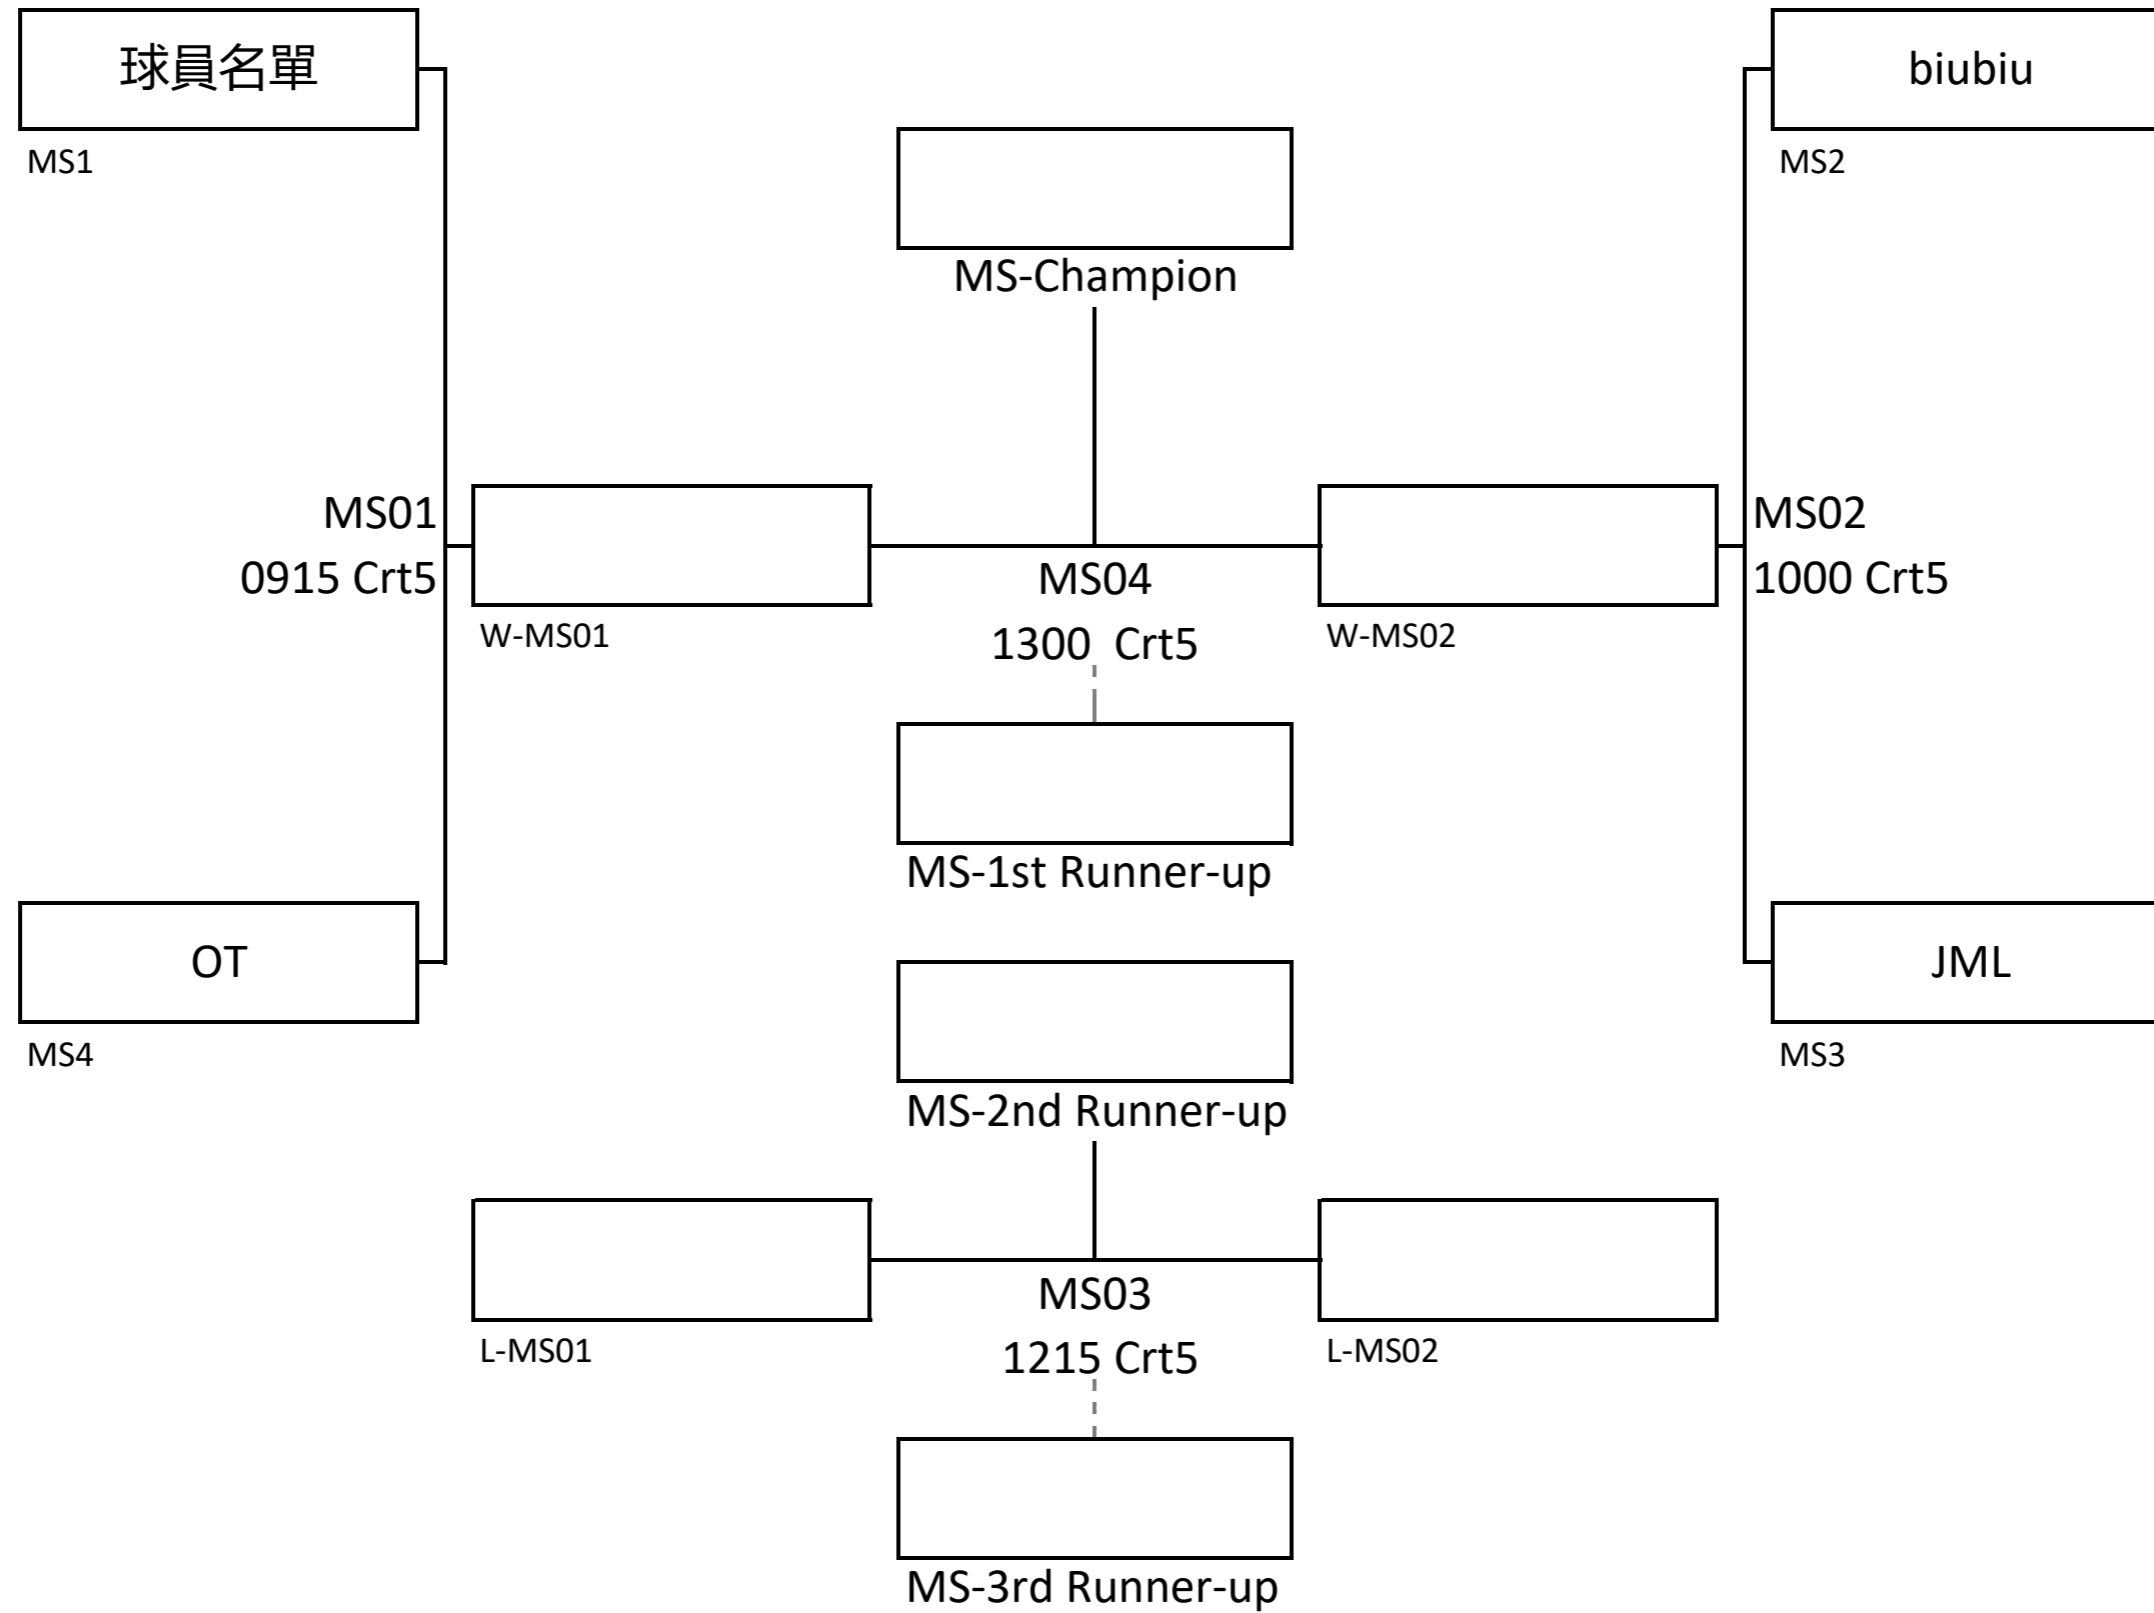 球員名單
biubiu
MS1
MS2
MS-Champion
MS01
MS02
0915 Crt5
MS04
1000 Crt5
W-MS01
1300  Crt5
W-MS02
MS-1st Runner-up
OT
JML
MS4
MS3
MS-2nd Runner-up
MS03
L-MS01
1215 Crt5
L-MS02
MS-3rd Runner-up